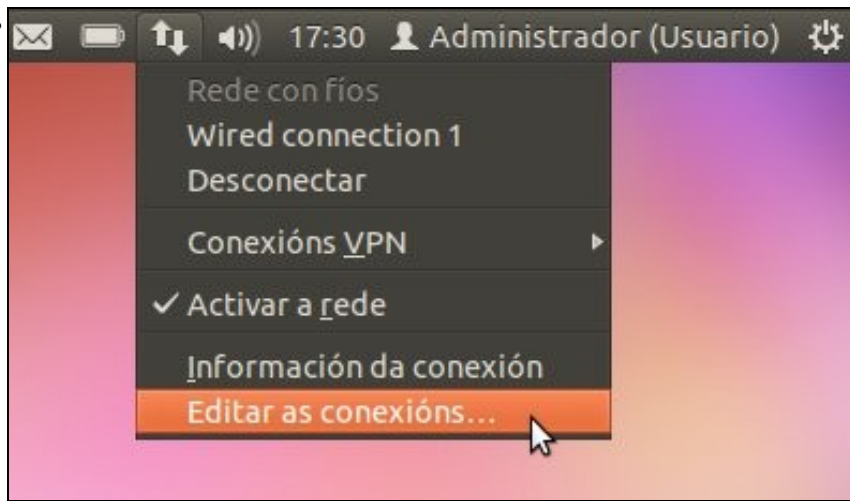 17:30 Administrador (Usuario)
Rede con fíos
Wired connection 1
Desconectar
Conexións VPN
Activar a rede
Información da conexión
Editar as conexións...